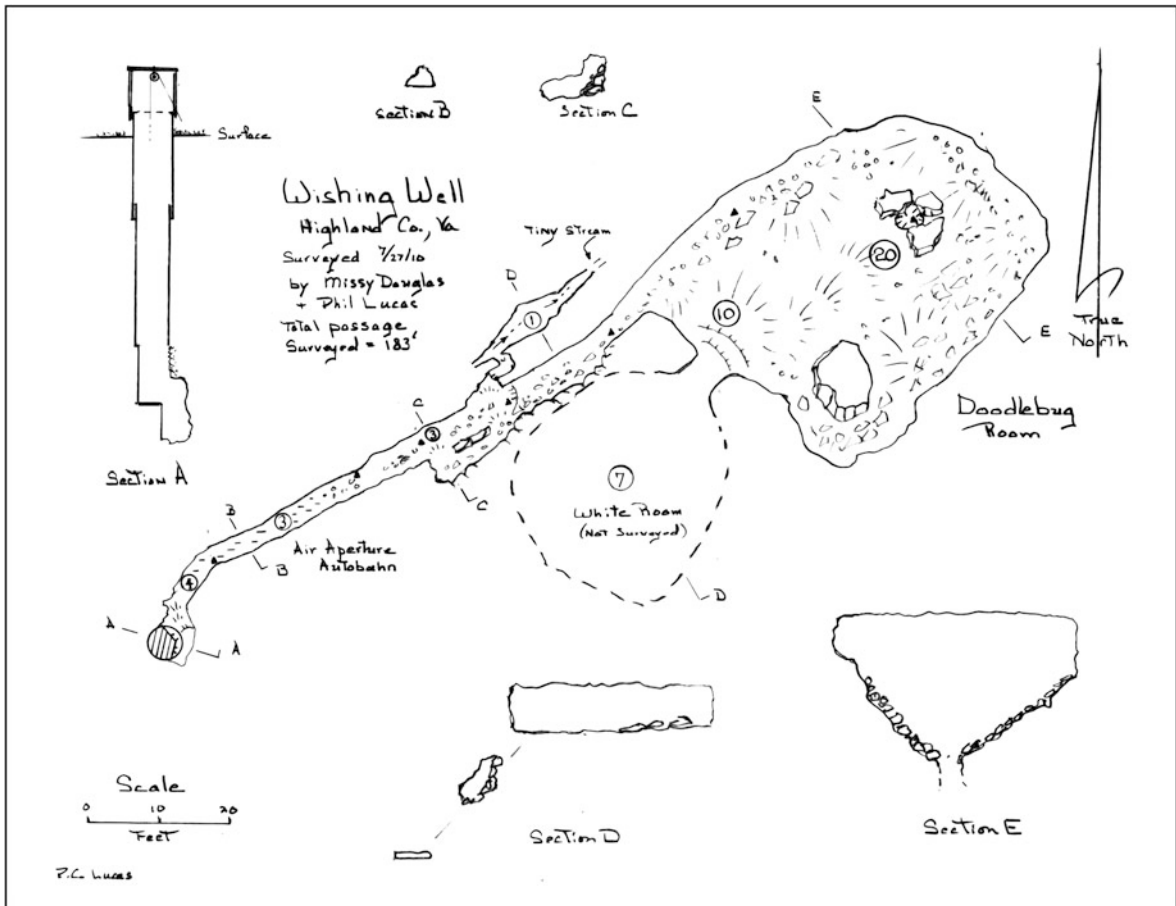 Section B
Section C
Surface
Section A
Wishing Well
Highland Co., Va
Surveyed 7/27/10
by Missy Douglas
+ Phil Lucas
Total passage
Surveyed = 183'
Tiny Stream
D
1
E
20
10
E
True
North
Doodlebug
Room
C
3
C
7
White Room
(Not Surveyed)
D
B
3
B
Air Aperture
Autobahn
4
A
A
Section D
Section E
Scale
0 10 20
Feet
P.C. Lucas